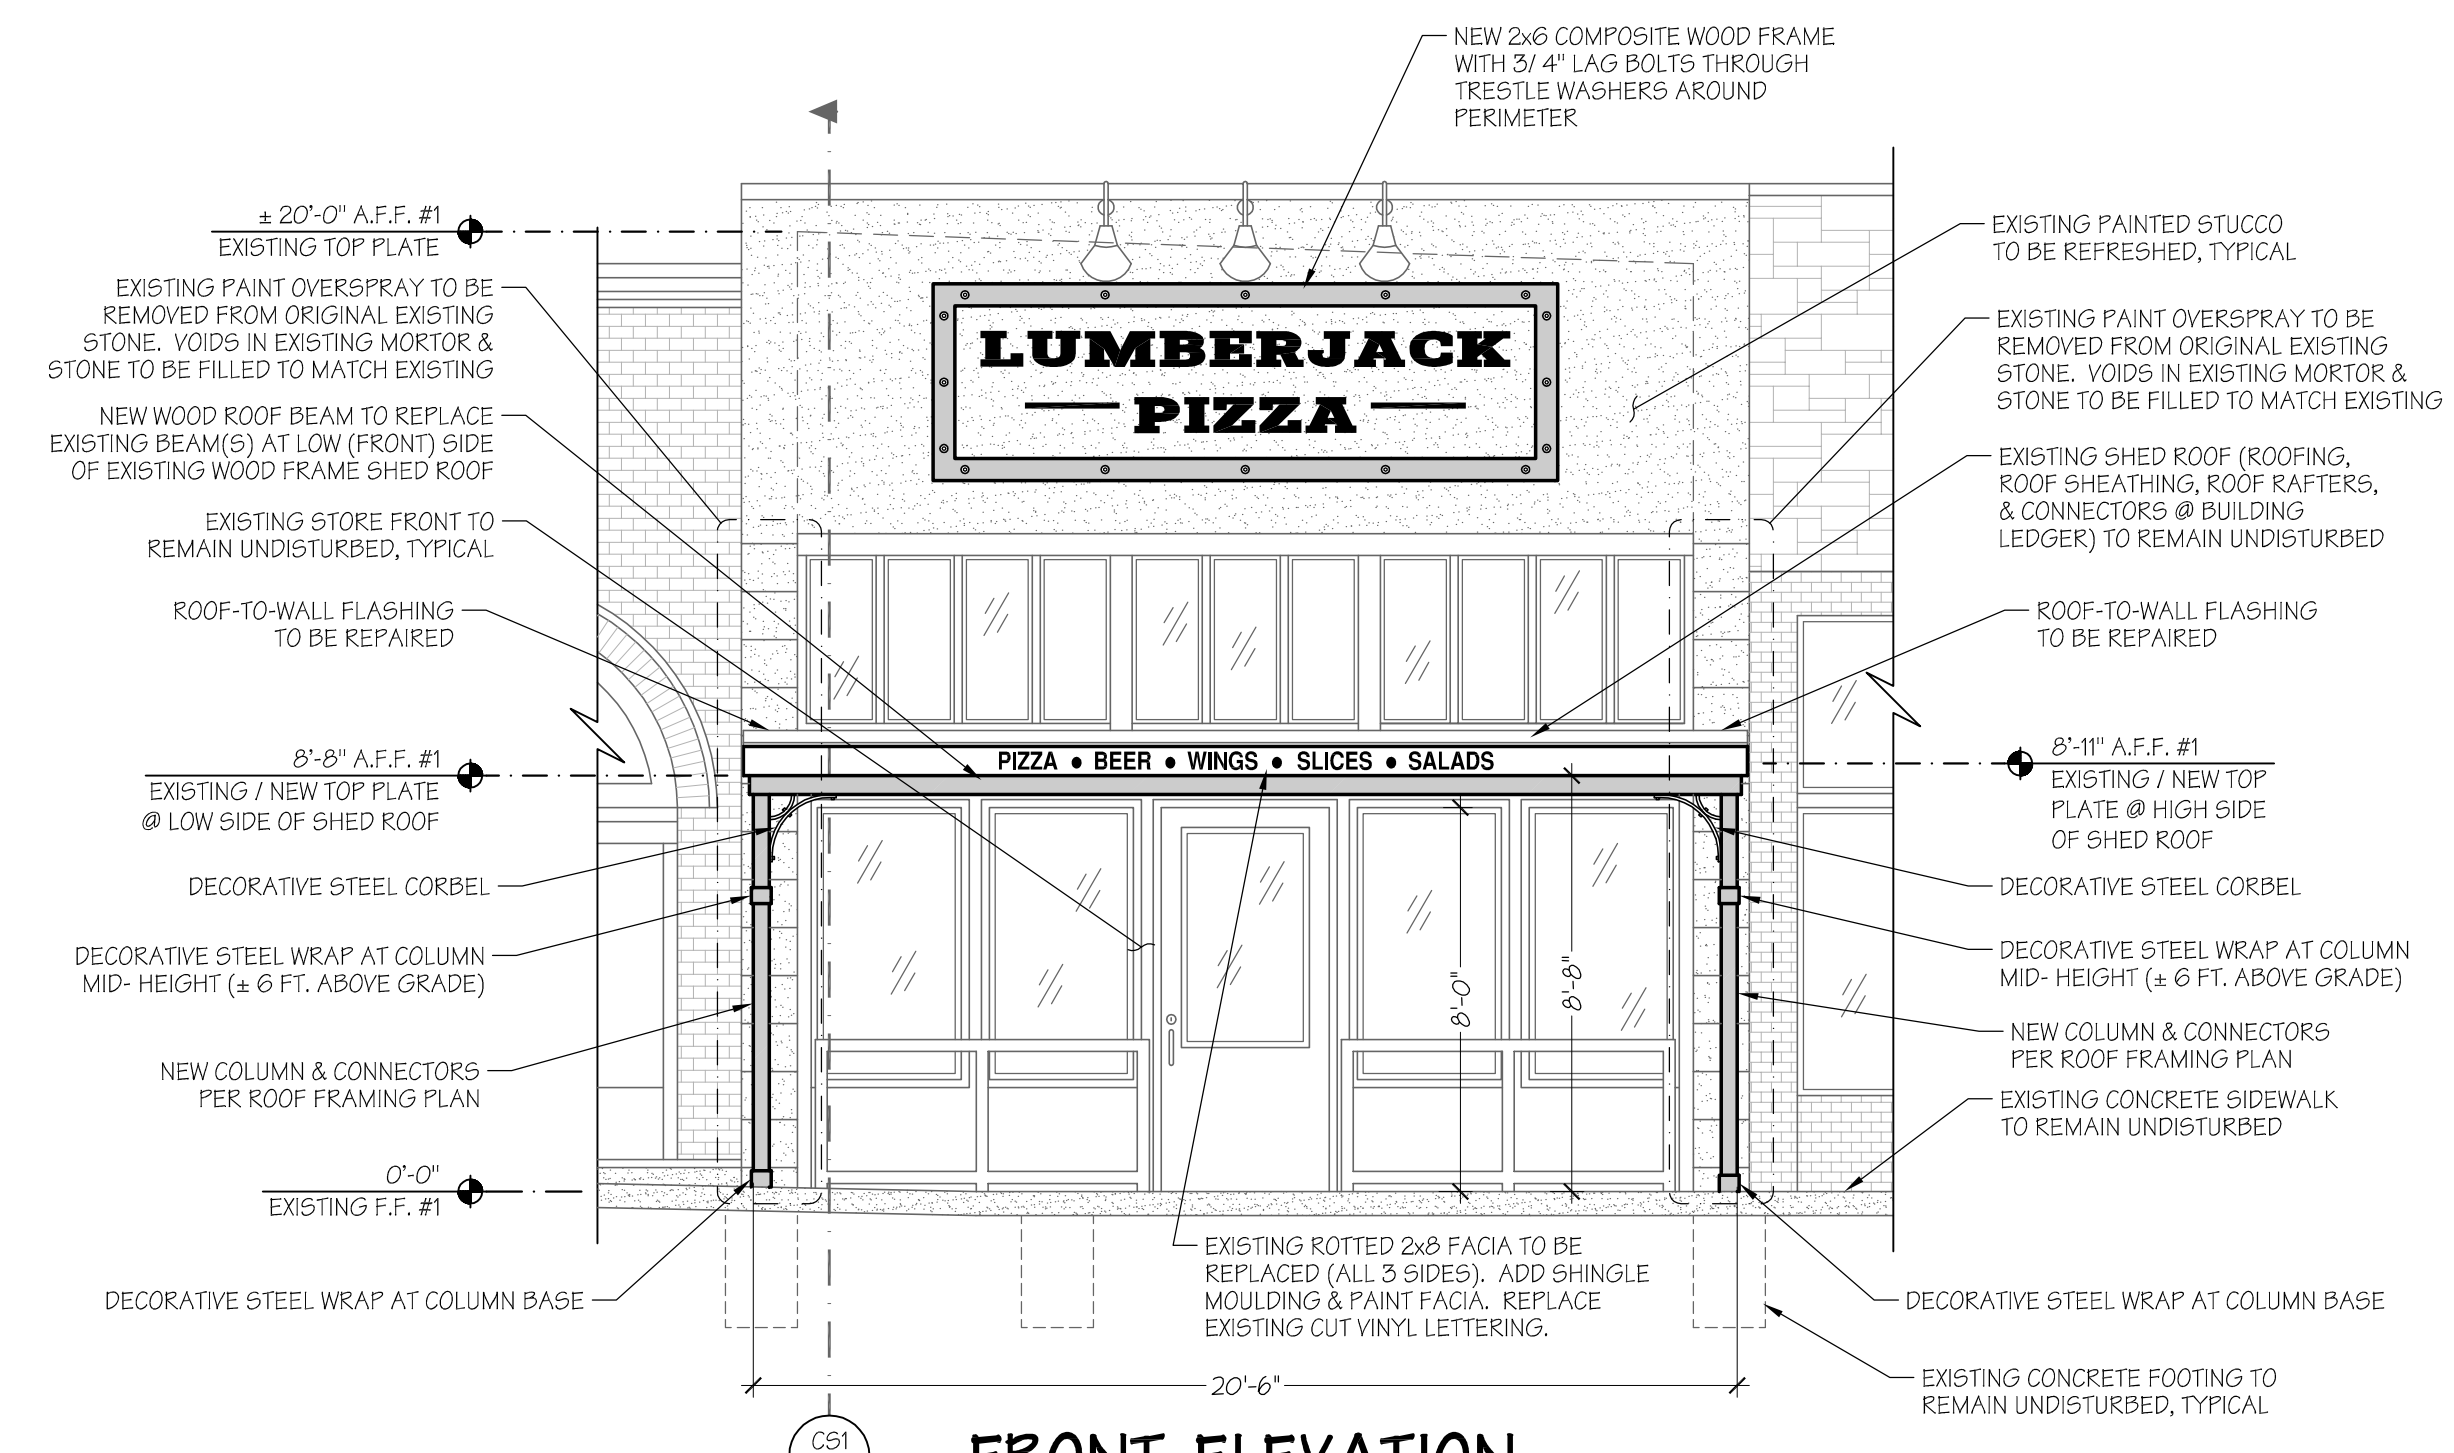 NEW 2x6 COMPOSITE WOOD FRAME
WITH 3/ 4" LAG BOLTS THROUGH
TRESTLE WASHERS AROUND
PERIMETER
± 20'-0" A.F.F. #1
EXISTING TOP PLATE
EXISTING PAINT OVERSPRAY TO BE
REMOVED FROM ORIGINAL EXISTING
STONE. VOIDS IN EXISTING MORTOR &
STONE TO BE FILLED TO MATCH EXISTING
NEW WOOD ROOF BEAM TO REPLACE
EXISTING BEAM(S) AT LOW (FRONT) SIDE
OF EXISTING WOOD FRAME SHED ROOF
EXISTING STORE FRONT TO
REMAIN UNDISTURBED, TYPICAL
ROOF-TO-WALL FLASHING
TO BE REPAIRED
8'-8" A.F.F. #1
EXISTING / NEW TOP PLATE
@ LOW SIDE OF SHED ROOF
DECORATIVE STEEL CORBEL
DECORATIVE STEEL WRAP AT COLUMN
MID- HEIGHT (± 6 FT. ABOVE GRADE)
NEW COLUMN & CONNECTORS
PER ROOF FRAMING PLAN
0'-0"
EXISTING F.F. #1
DECORATIVE STEEL WRAP AT COLUMN BASE
LUMBERJACK
PIZZA
PIZZA • BEER • WINGS • SLICES • SALADS
8'-0"
8'-8"
EXISTING ROTTED 2x8 FACIA TO BE
REPLACED (ALL 3 SIDES). ADD SHINGLE
MOULDING & PAINT FACIA. REPLACE
EXISTING CUT VINYL LETTERING.
20'-6"
EXISTING PAINTED STUCCO
TO BE REFRESHED, TYPICAL
EXISTING PAINT OVERSPRAY TO BE
REMOVED FROM ORIGINAL EXISTING
STONE. VOIDS IN EXISTING MORTOR &
STONE TO BE FILLED TO MATCH EXISTING
EXISTING SHED ROOF (ROOFING,
ROOF SHEATHING, ROOF RAFTERS,
& CONNECTORS @ BUILDING
LEDGER) TO REMAIN UNDISTURBED
ROOF-TO-WALL FLASHING
TO BE REPAIRED
8'-11" A.F.F. #1
EXISTING / NEW TOP
PLATE @ HIGH SIDE
OF SHED ROOF
DECORATIVE STEEL CORBEL
DECORATIVE STEEL WRAP AT COLUMN
MID- HEIGHT (± 6 FT. ABOVE GRADE)
NEW COLUMN & CONNECTORS
PER ROOF FRAMING PLAN
EXISTING CONCRETE SIDEWALK
TO REMAIN UNDISTURBED
DECORATIVE STEEL WRAP AT COLUMN BASE
EXISTING CONCRETE FOOTING TO
REMAIN UNDISTURBED, TYPICAL
CS1
FRONT ELEVATION